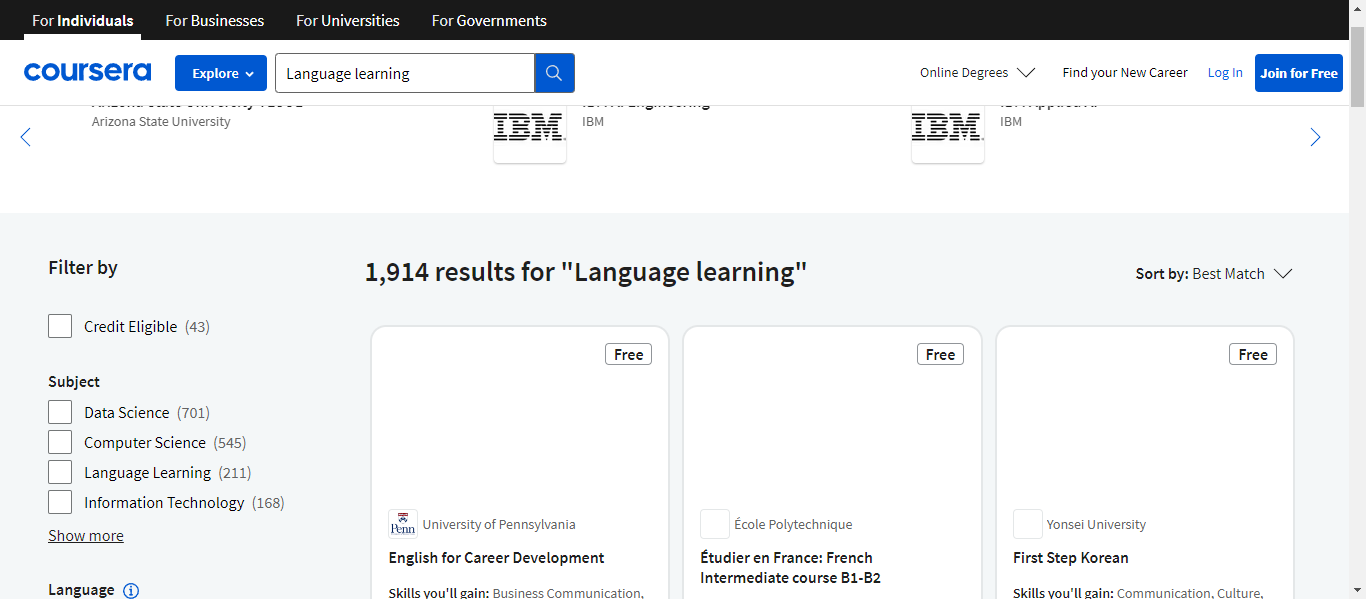 For Individuals For Businesses For Universities For Governments
coursera Explore Language learning Online Degrees Find your New Career Log In Join for Free
Arizona State University
IBM
IBM
IBM
IBM
Filter by
1,914 results for "Language learning"
Sort by: Best Match
Credit Eligible (43)
Subject
Data Science (701)
Computer Science (545)
Language Learning (211)
Information Technology (168)
Show more
Language
Free
Penn
University of Pennsylvania
English for Career Development
Skills you'll gain: Business Communication,
Free
École Polytechnique
Étudier en France: French
Intermediate course B1-B2
Free
Yonsei University
First Step Korean
Skills you'll gain: Communication, Culture,